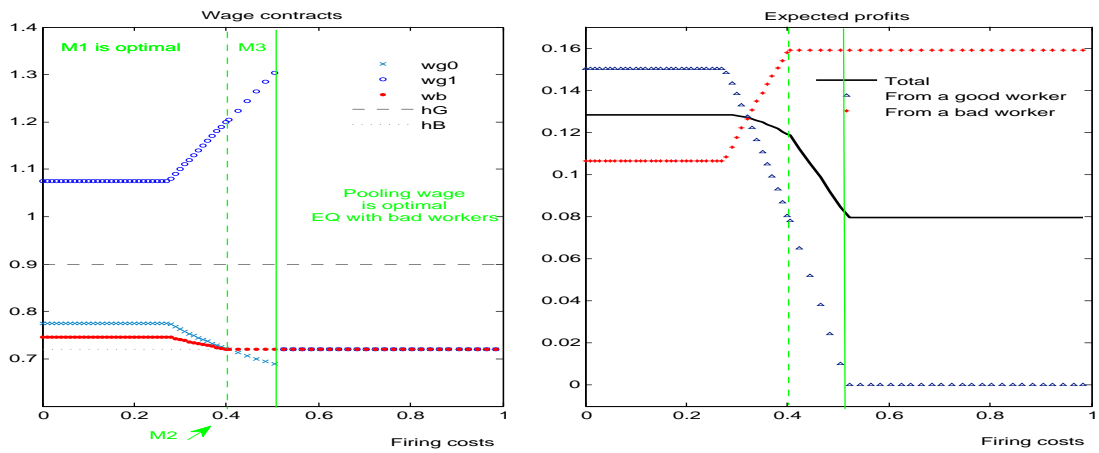 Wage contracts
1.4
1.3
1.2
1.1
1
0.9
0.8
0.7
0
0.2
0.4
0.6
0.8
1
M1 is optimal
M3
wg0
wg1
wb
hG
hB
Pooling wage
is optimal
EQ with bad workers
M2
Firing costs
Expected profits
0.16
0.14
0.12
0.1
0.08
0.06
0.04
0.02
0
0
0.2
0.4
0.6
0.8
1
Total
From a good worker
From a bad worker
Firing costs